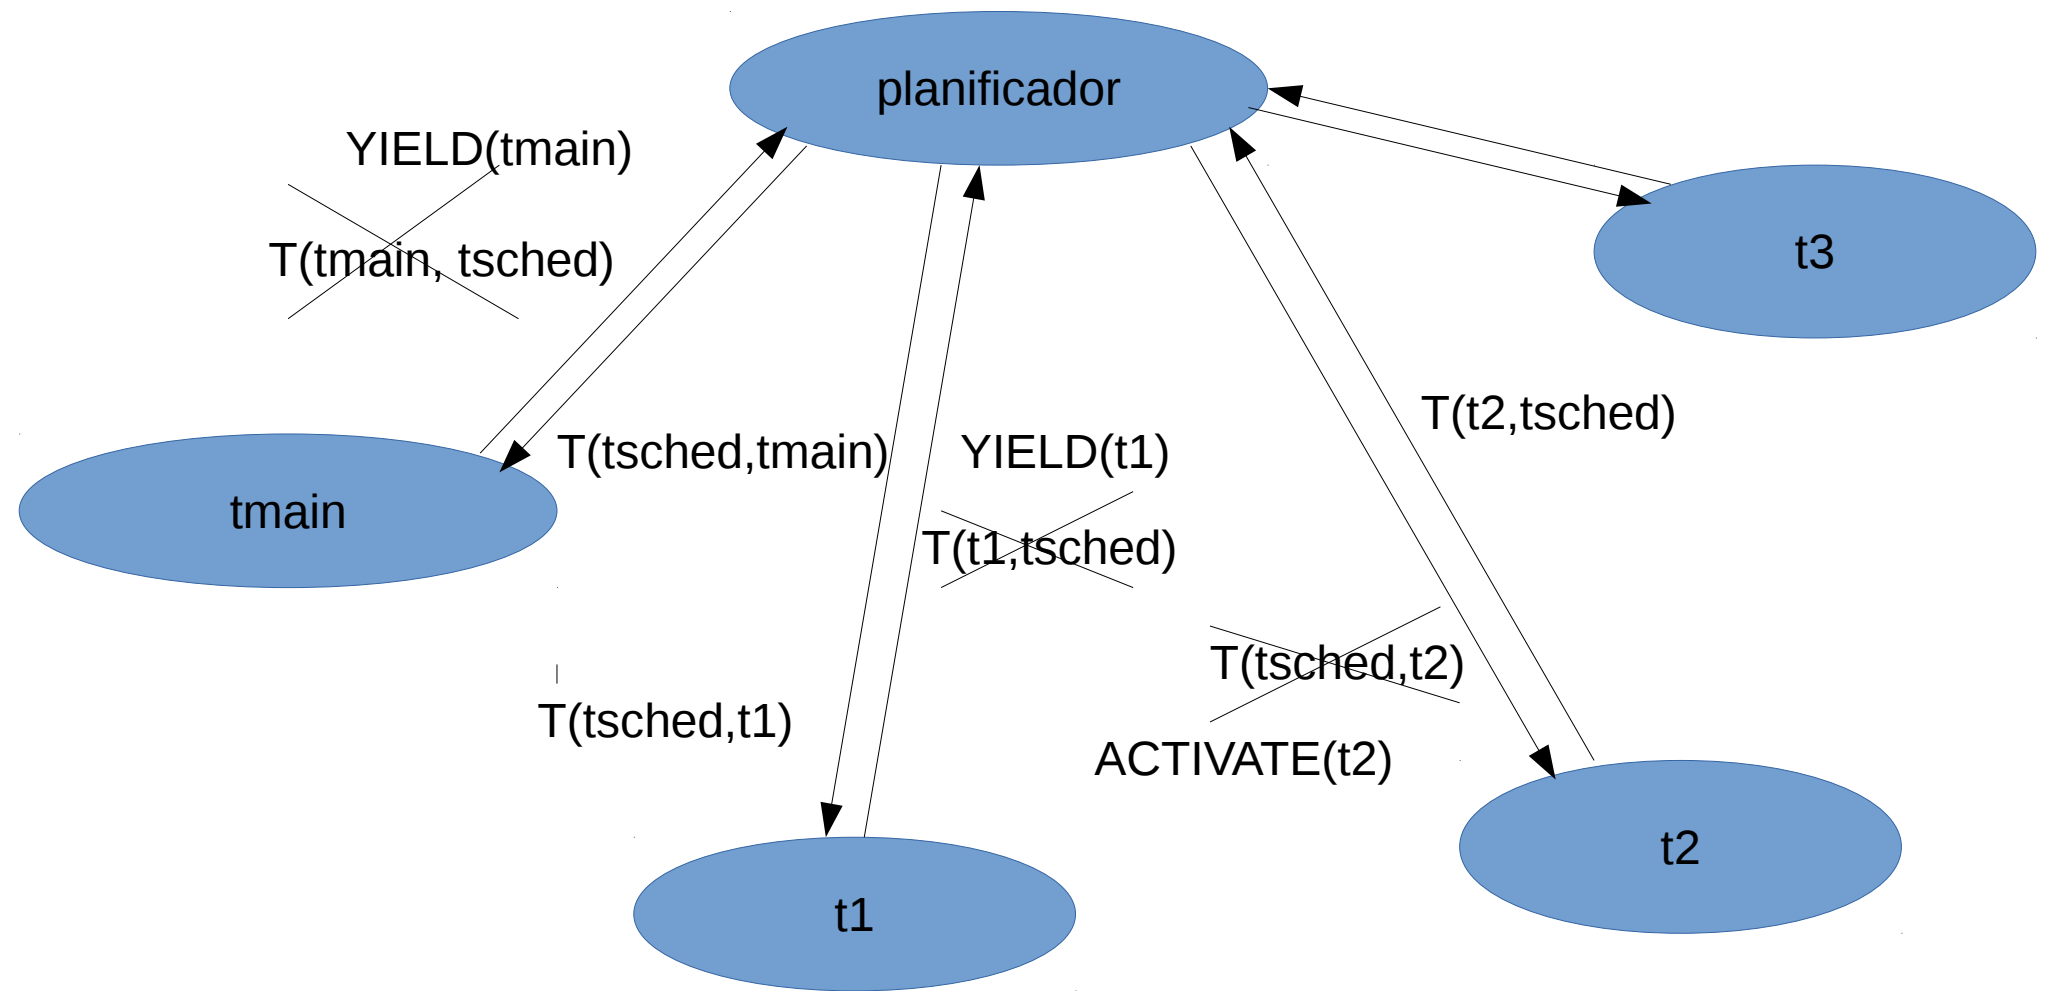 planificador
YIELD(tmain)
T(tmain, tsched)
t3
T(t2,tsched)
T(tsched,tmain)
YIELD(t1)
tmain
T(t1,tsched)
T(tsched,t2)
T(tsched,t1)
ACTIVATE(t2)
t2
t1